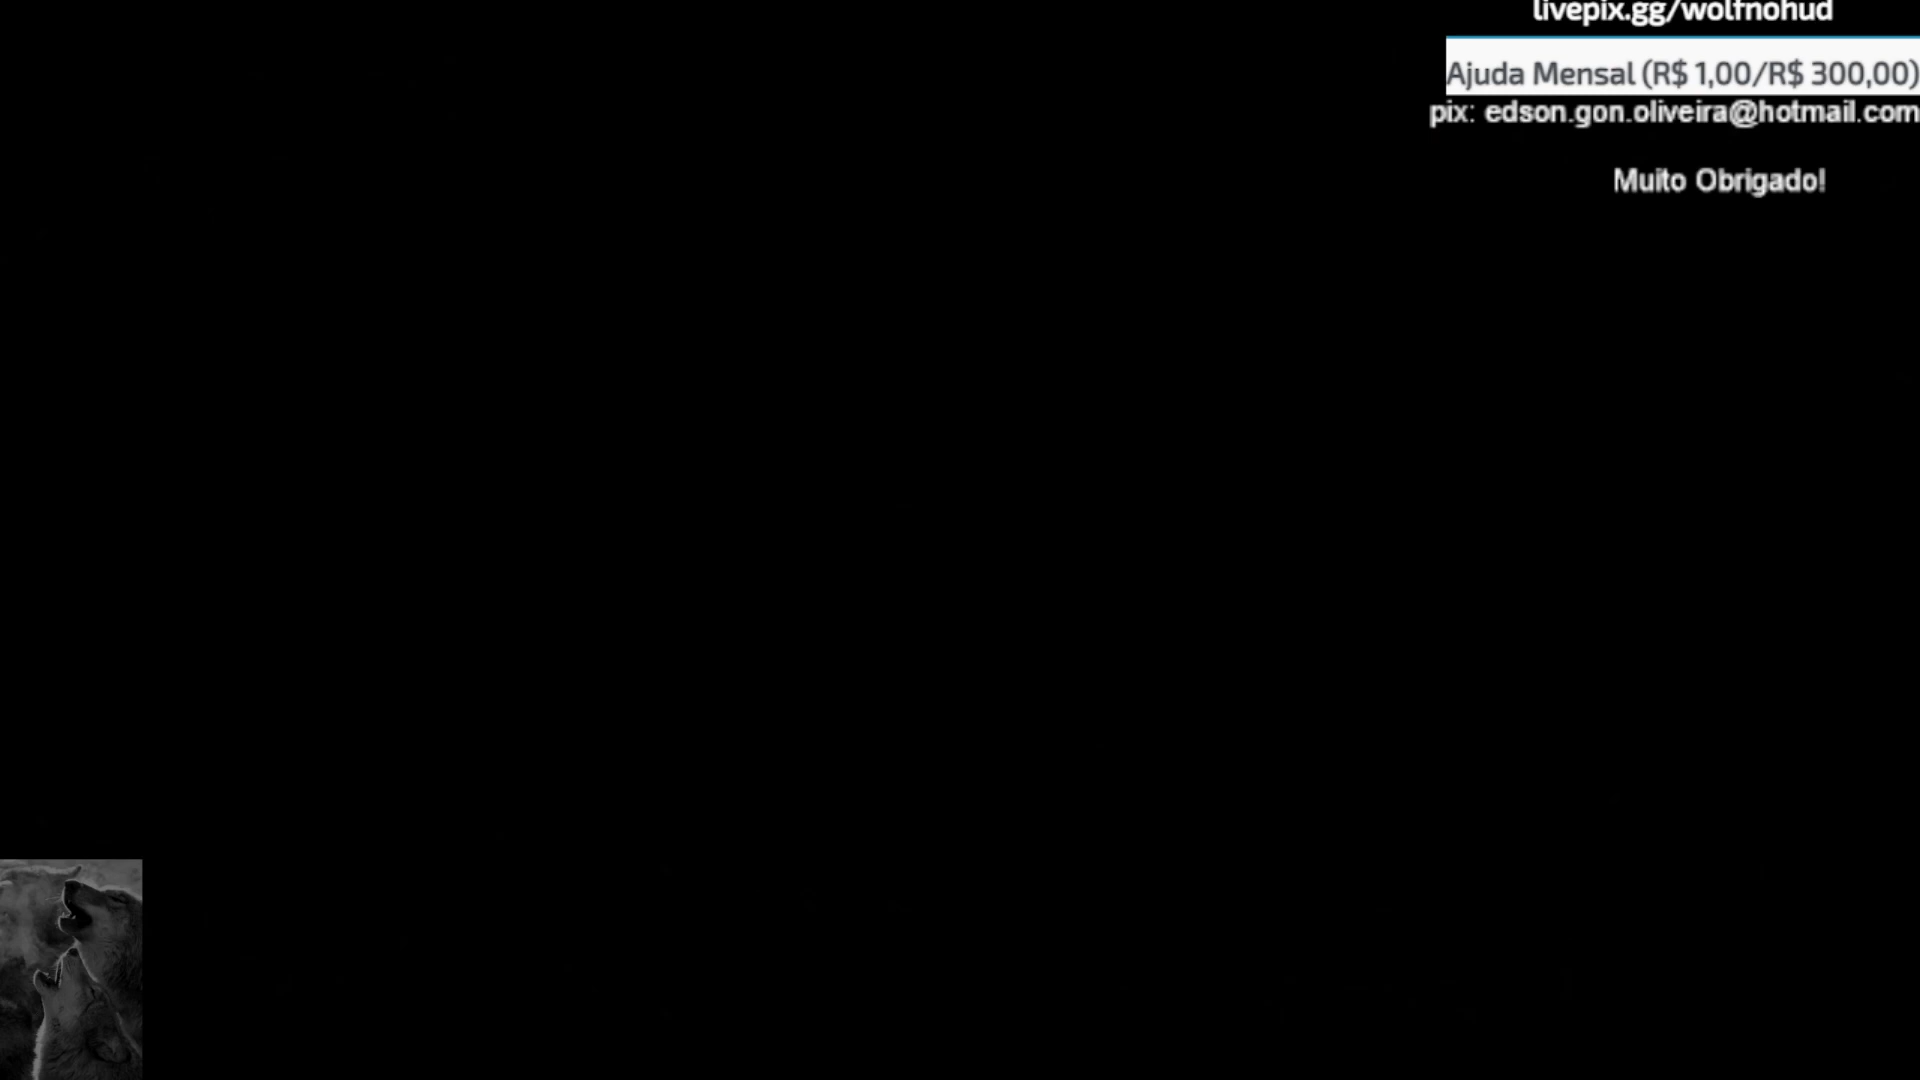 livepix.gg/wolfnohud
Ajuda Mensal (R$ 1,00/R$ 300,00)
pix: edson.gon.oliveira@hotmail.com
Muito Obrigado!